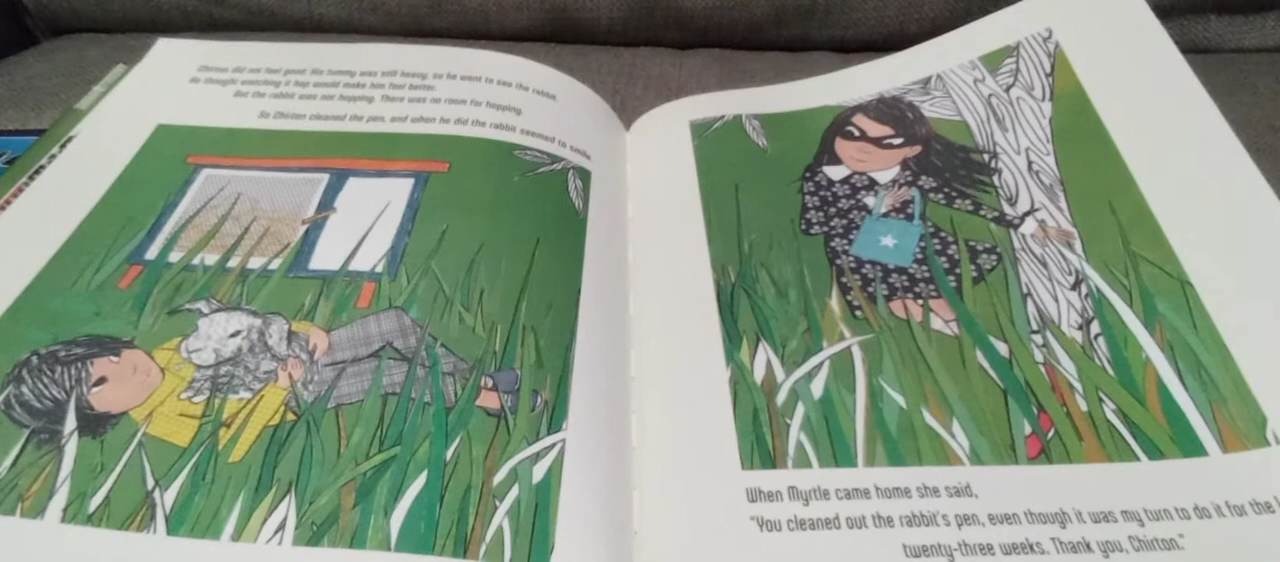 Chirton did not feel good. His tummy was still heavy, so he went to see the rabbit.
He thought watching it hop would make him feel better.
But the rabbit was not hopping. There was no room for hopping.
So Chirton cleaned the pen, and when he did the rabbit seemed to smile.
When Myrtle came home she said,
"You cleaned out the rabbit's pen, even though it was my turn to do it for the
twenty-three weeks. Thank you, Chirton."